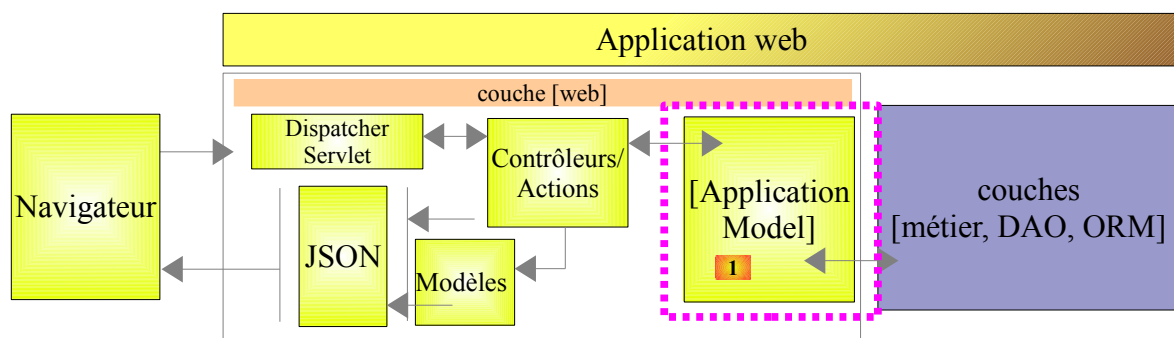 Application web
couche [web]
Navigateur
Dispatcher
Servlet
Contrôleurs/
Actions
JSON
Modèles
[Application
Model]
1
couches
[métier, DAO, ORM]